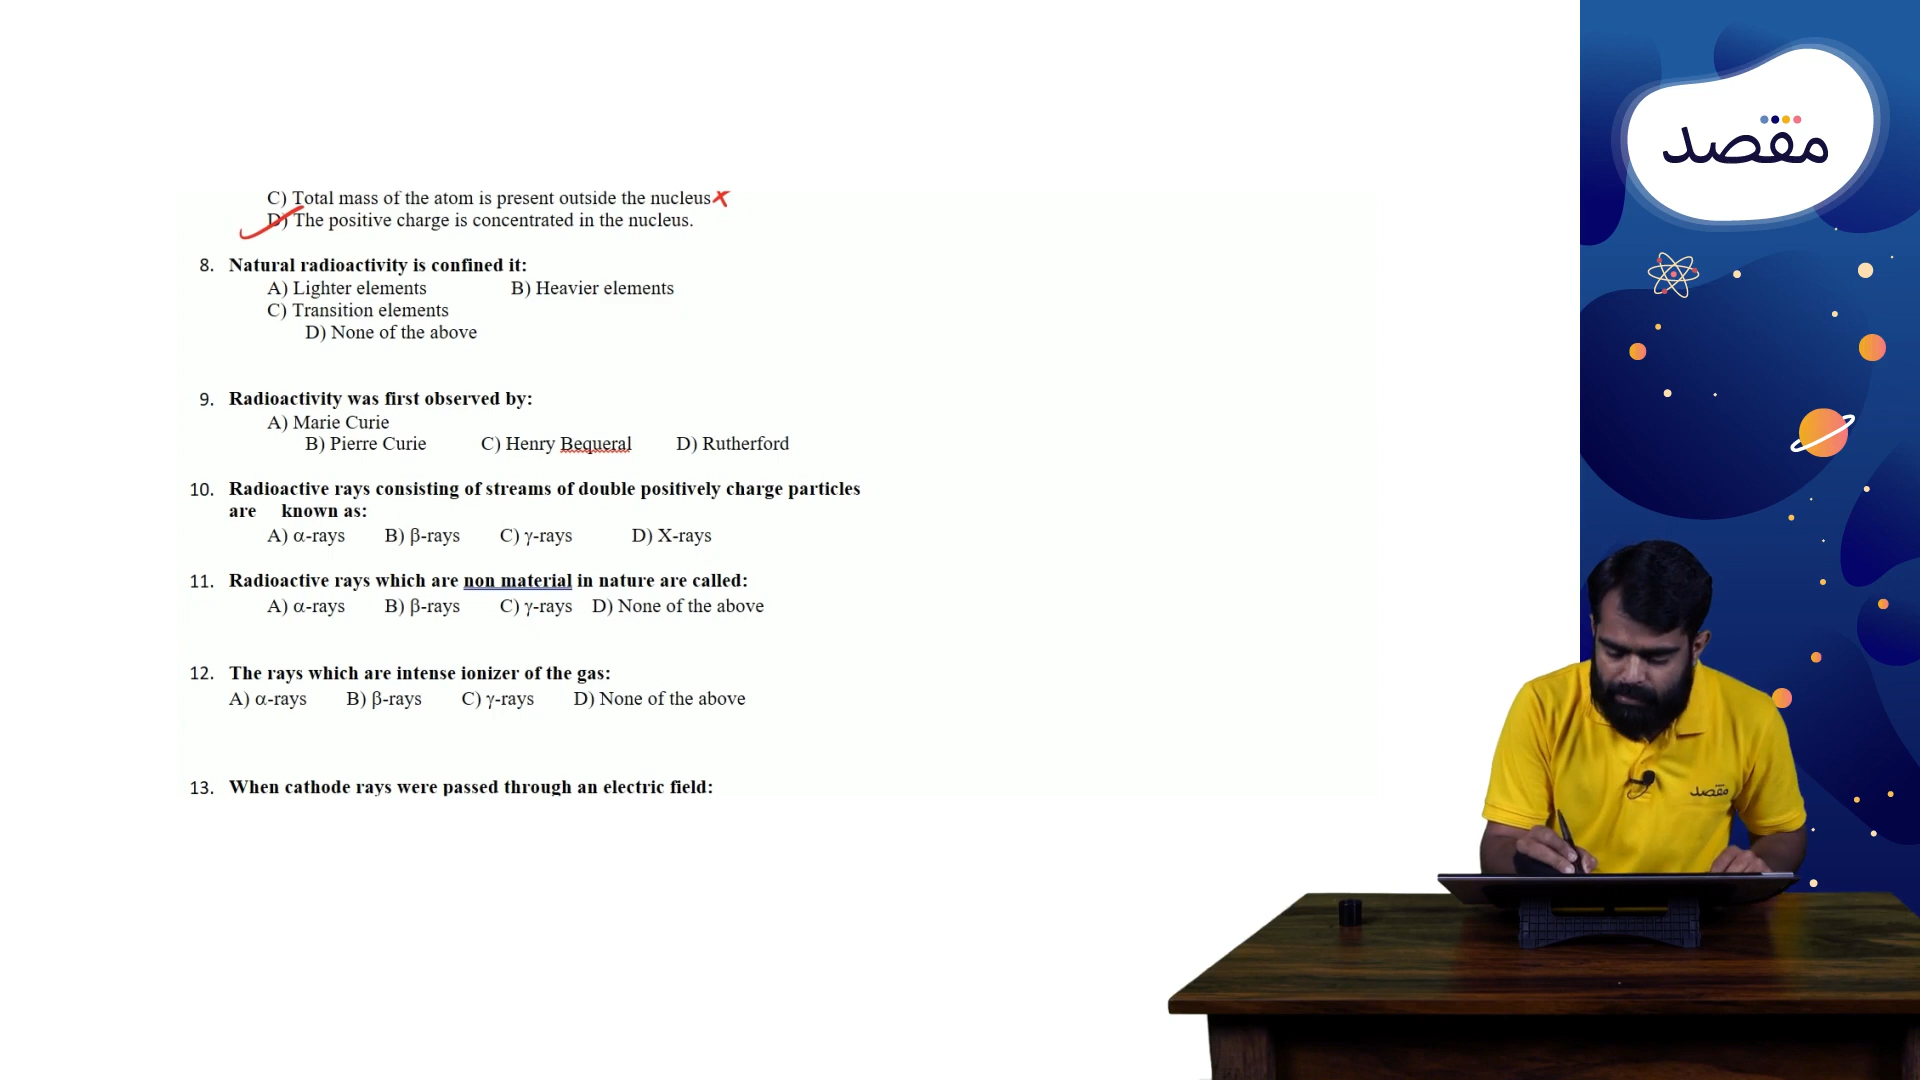 C) Total mass of the atom is present outside the nucleus
D) The positive charge is concentrated in the nucleus.
8. Natural radioactivity is confined it:
A) Lighter elements B) Heavier elements
C) Transition elements
D) None of the above
9. Radioactivity was first observed by:
A) Marie Curie
B) Pierre Curie C) Henry Bequeral D) Rutherford
10. Radioactive rays consisting of streams of double positively charge particles
are known as:
A) α-rays B) β-rays C) γ-rays D) X-rays
11. Radioactive rays which are non material in nature are called:
A) α-rays B) β-rays C) γ-rays D) None of the above
12. The rays which are intense ionizer of the gas:
A) α-rays B) β-rays C) γ-rays D) None of the above
13. When cathode rays were passed through an electric field:
مقصد
مقصد